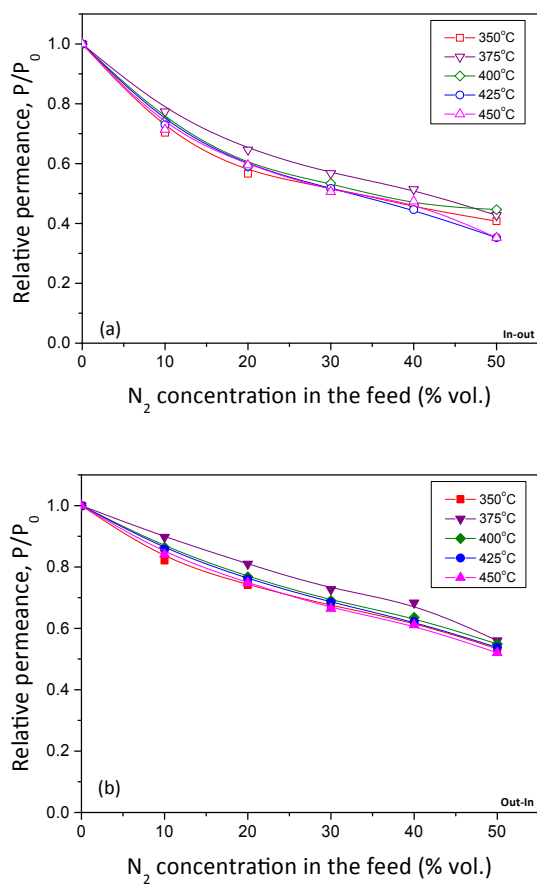 Relative permeance, P/P₀
1.0
0.8
0.6
0.4
0.2
0.0
350°C
375°C
400°C
425°C
450°C
(a)
In-out
0 10 20 30 40 50
N₂ concentration in the feed (% vol.)
Relative permeance, P/P₀
1.0
0.8
0.6
0.4
0.2
0.0
350°C
375°C
400°C
425°C
450°C
(b)
Out-In
0 10 20 30 40 50
N₂ concentration in the feed (% vol.)